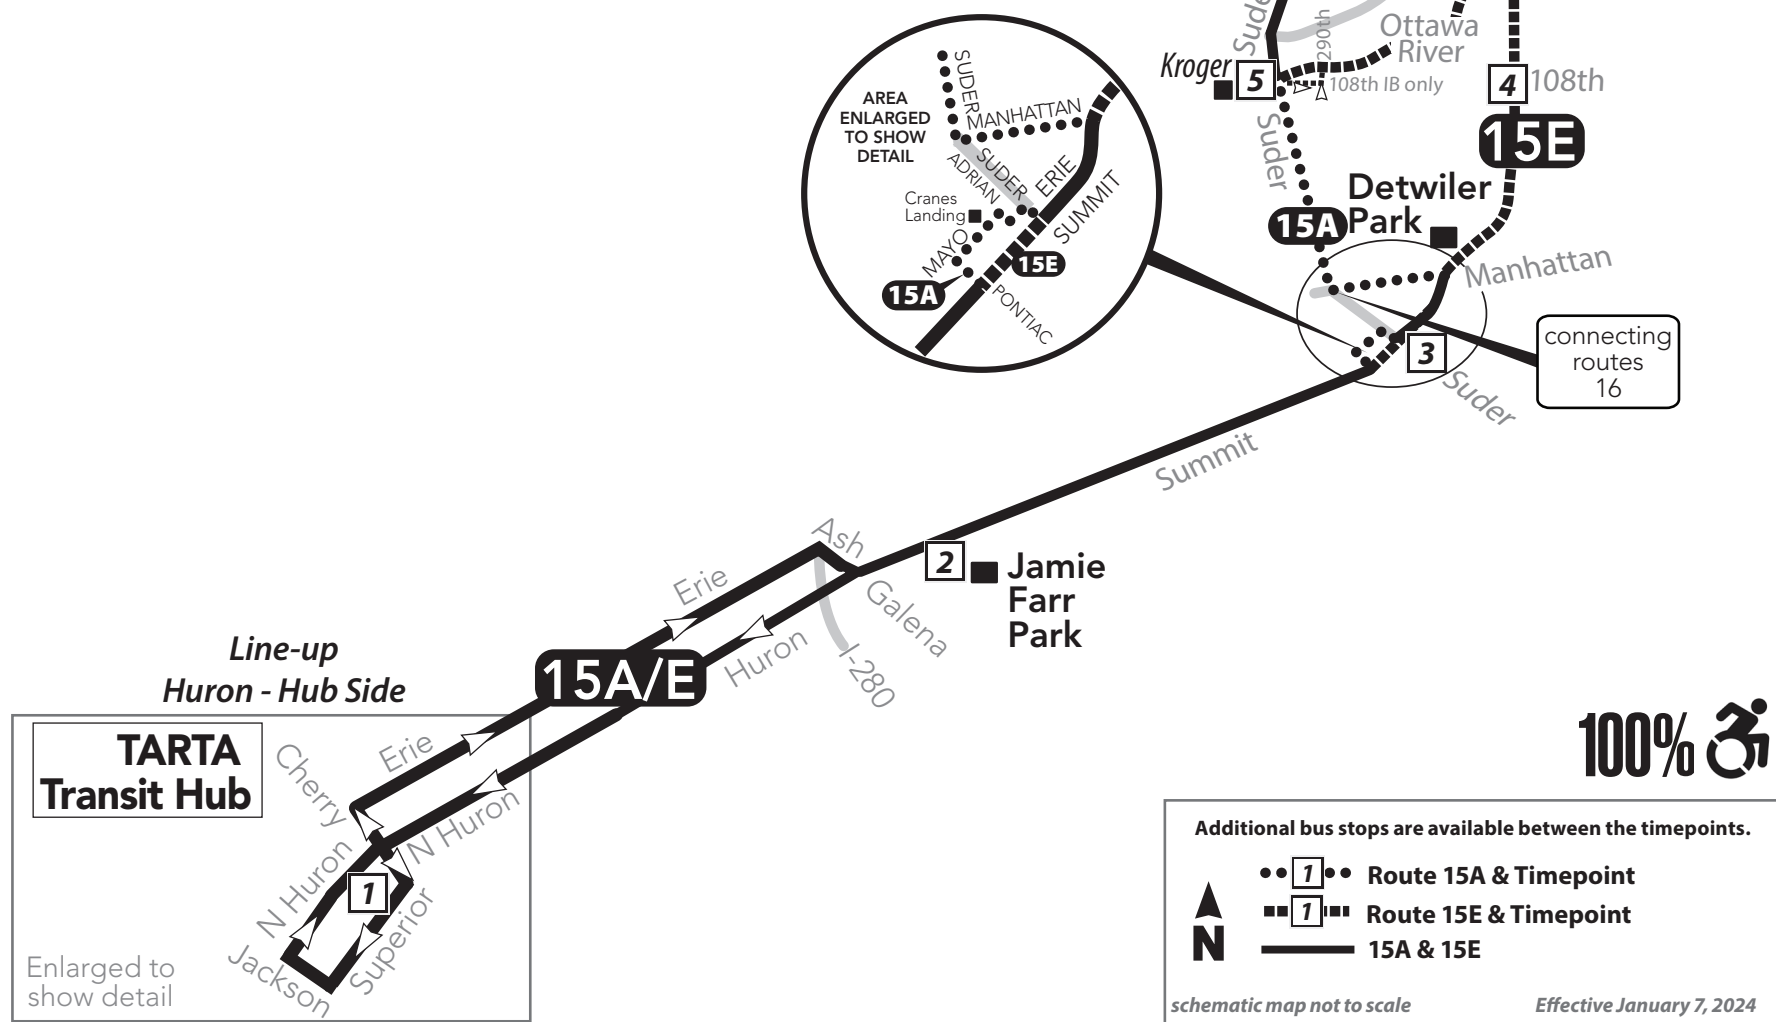 Suder
290th
Ottawa
River
Kroger
5
108th IB only
4
108th
15E
Suder
Detwiler
Park
15A
Manhattan
AREA
ENLARGED
TO SHOW
DETAIL
SUDER
MANHATTAN
SUDER
ADRIAN
ERIE
SUMMIT
Cranes
Landing
MAYO
15E
15A
PONTIAC
3
connecting
routes
16
Suder
Summit
Ash
2
Jamie
Farr
Park
Erie
Galena
Huron
I-280
15A/E
Line-up
Huron - Hub Side
TARTA
Transit Hub
Cherry
Erie
N Huron
N Huron
1
Superior
Jackson
Enlarged to
show detail
100%
Additional bus stops are available between the timepoints.
1 Route 15A & Timepoint
1 Route 15E & Timepoint
15A & 15E
N
schematic map not to scale
Effective January 7, 2024